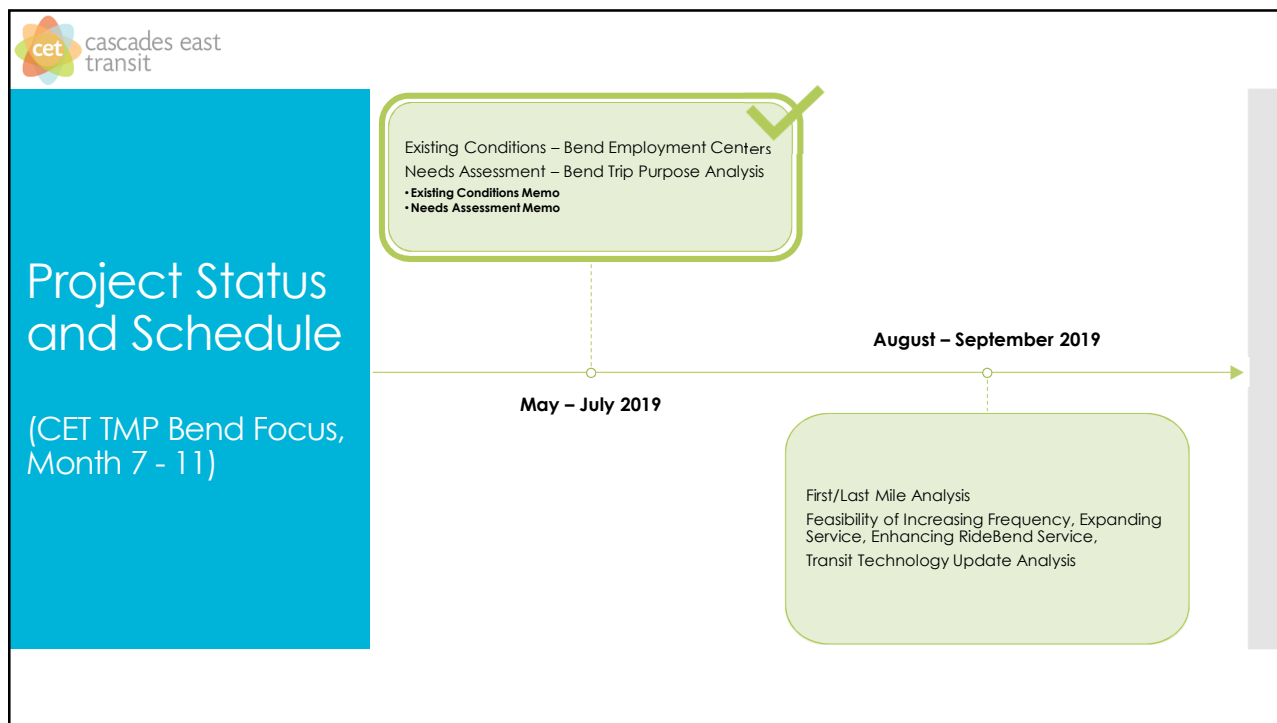 cet
cascades east
transit
Project Status
and Schedule
(CET TMP Bend Focus,
Month 7 - 11)
Existing Conditions – Bend Employment Centers
Needs Assessment – Bend Trip Purpose Analysis
• Existing Conditions Memo
• Needs Assessment Memo
May – July 2019
August – September 2019
First/Last Mile Analysis
Feasibility of Increasing Frequency, Expanding
Service, Enhancing RideBend Service,
Transit Technology Update Analysis